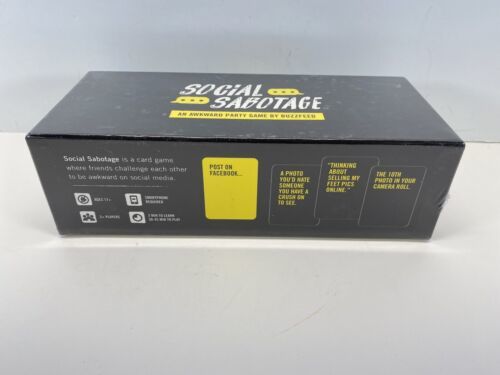 SOCIAL
SABOTAGE
AN AWKWARD PARTY GAME BY BUZZFEED
Social Sabotage is a card game
where friends challenge each other
to be awkward on social media.
AGES 17+
SMARTPHONE
REQUIRED
3+ PLAYERS
2 MIN TO LEARN
30-45 MIN TO PLAY
POST ON
FACEBOOK...
A PHOTO
YOU'D HATE
SOMEONE
YOU HAVE A
CRUSH ON
TO SEE.
"THINKING
ABOUT
SELLING MY
FEET PICS
ONLINE."
THE 10TH
PHOTO IN YOUR
CAMERA ROLL.